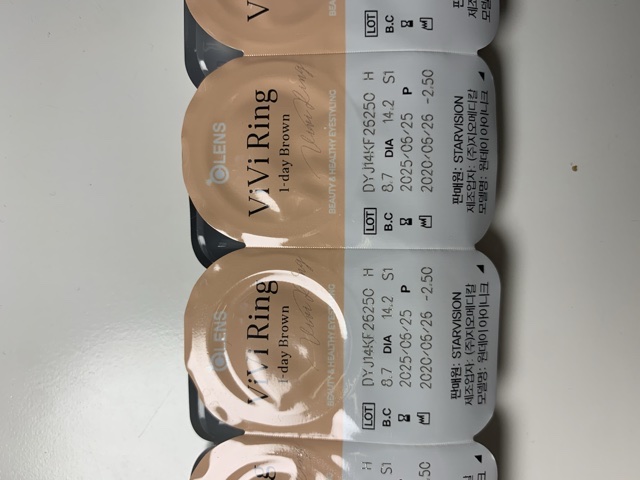 OLENS
ViVi Ring
1-day Brown
BEAUTY & HEALTHY EYESTYLING
LOT DYJ14KF26250 H
B.C 8.7 DIA 14.2 S1
2025/05/25 P
2020/05/26 -2.50
판매원: STARVISION
제조업자: (주)지오메디칼
모델명: 원데이 아이니크
OLENS
ViVi Ring
1-day Brown
BEAUTY & HEALTHY EYESTYLING
LOT DYJ14KF26250 H
B.C 8.7 DIA 14.2 S1
2025/05/25 P
2020/05/26 -2.50
판매원: STARVISION
제조업자: (주)지오메디칼
모델명: 원데이 아이니크
LOT
B.C